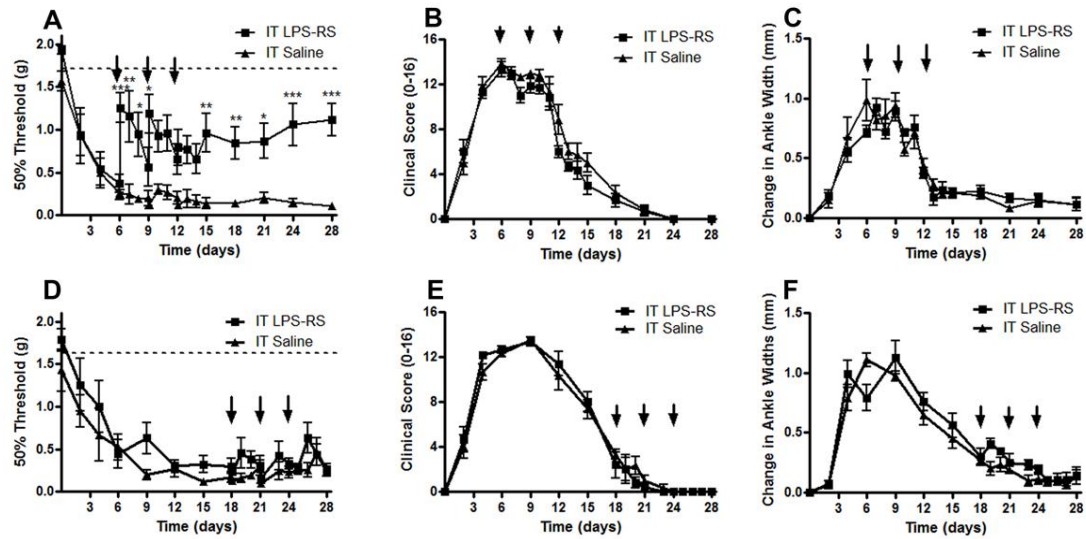 A
50% Threshold (g)
2.0
1.5
1.0
0.5
0.0
IT LPS-RS
IT Saline
*** ** * * ** ** * *** ***
3 6 9 12 15 18 21 24 28
Time (days)
B
Clinical Score (0-16)
16
12
8
4
0
IT LPS-RS
IT Saline
3 6 9 12 15 18 21 24 28
Time (days)
C
Change in Ankle Width (mm)
1.5
1.0
0.5
0.0
IT LPS-RS
IT Saline
3 6 9 12 15 18 21 24 28
Time (days)
D
50% Threshold (g)
2.0
1.5
1.0
0.5
0.0
IT LPS-RS
IT Saline
3 6 9 12 15 18 21 24 28
Time (days)
E
Clinical Score (0-16)
16
12
8
4
0
IT LPS-RS
IT Saline
3 6 9 12 15 18 21 24 28
Time (days)
F
Change in Ankle Widths (mm)
1.5
1.0
0.5
0.0
IT LPS-RS
IT Saline
3 6 9 12 15 18 21 24 28
Time (days)